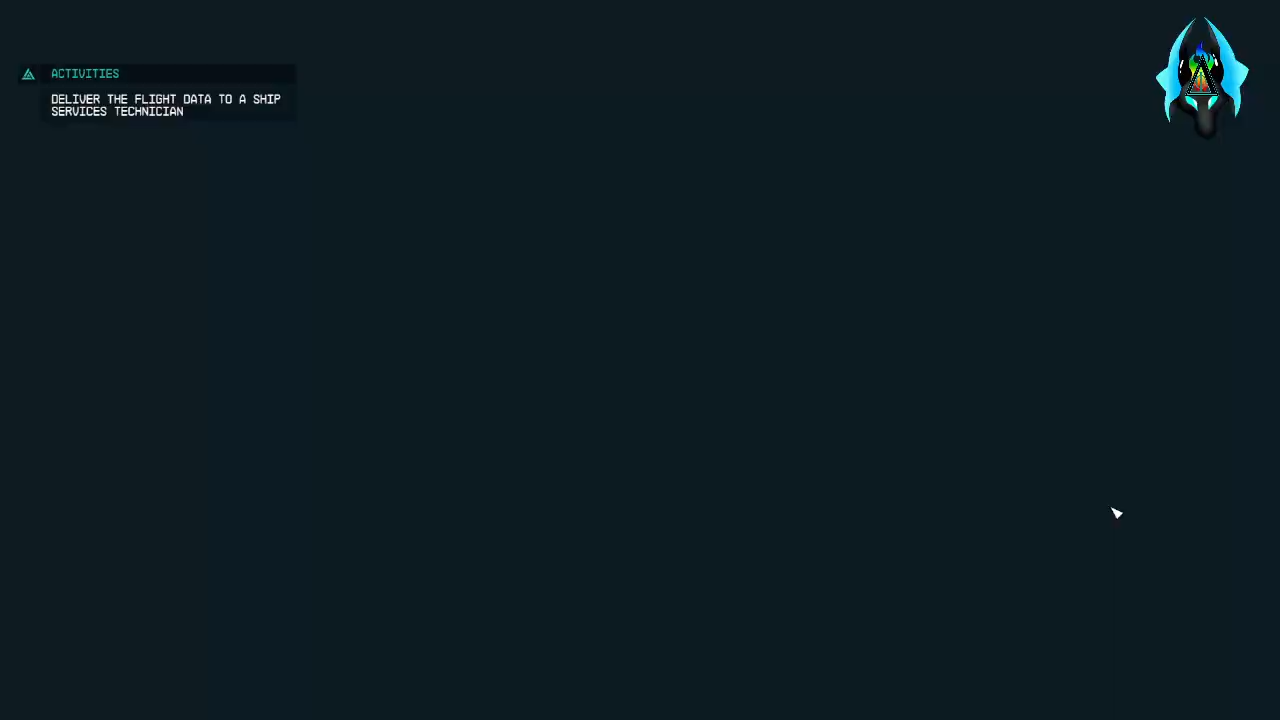 ACTIVITIES
DELIVER THE FLIGHT DATA TO A SHIP
SERVICES TECHNICIAN